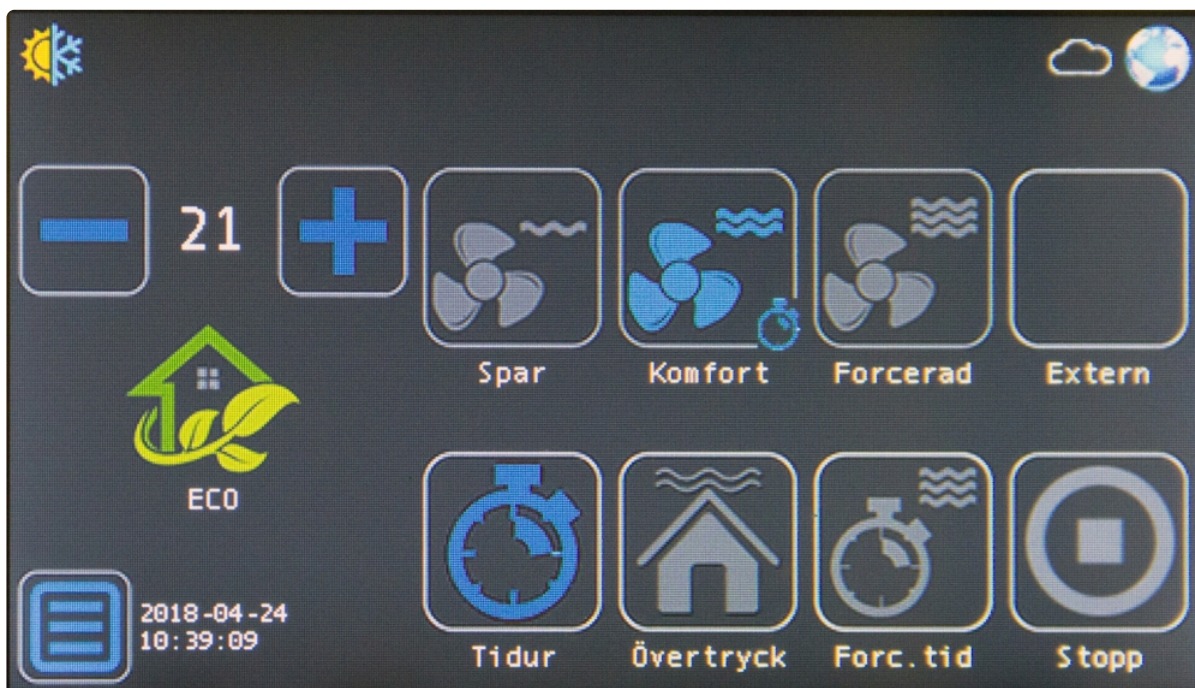 21
Spar Komfort Forcerad Extern
ECO
2018-04-24
10:39:09
Tidur Övertryck Forc.tid Stopp